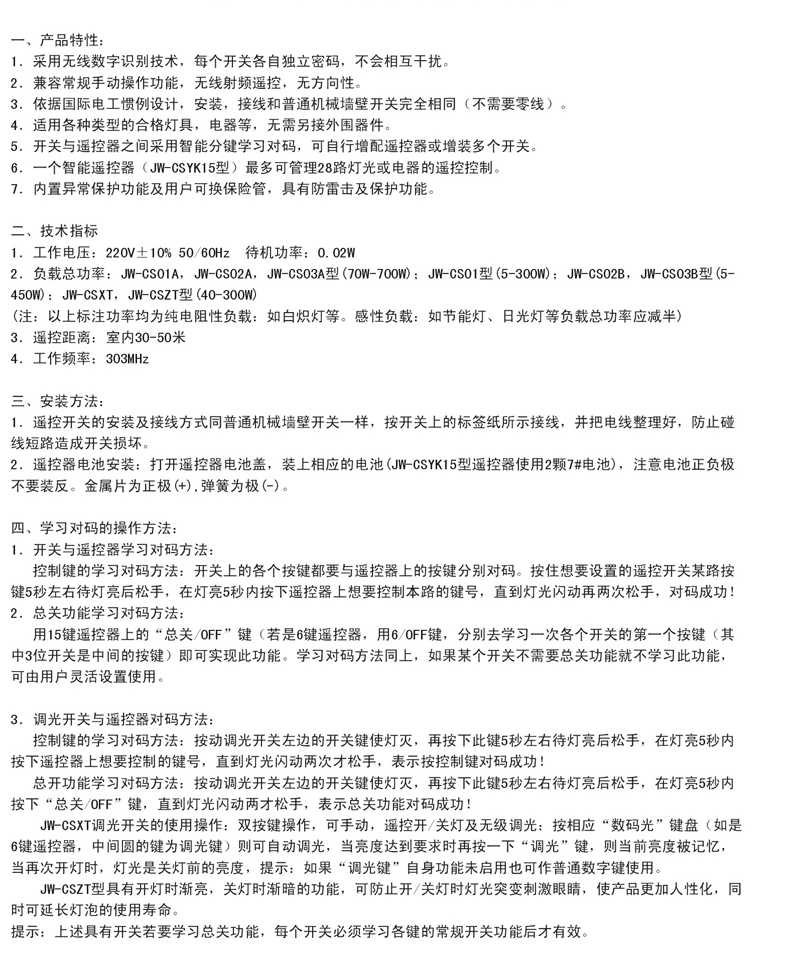 一、产品特性:
1. 采用无线数字识别技术，每个开关各自独立密码，不会相互干扰。
2. 兼容常规手动操作功能，无线射频遥控，无方向性。
3. 依据国际电工惯例设计，安装，接线和普通机械墙壁开关完全相同（不需要零线）。
4. 适用各种类型的合格灯具，电器等，无需另接外围器件。
5. 开关与遥控器之间采用智能分键学习对码，可自行增配遥控器或增装多个开关。
6. 一个智能遥控器（JW-CSYK15型）最多可管理28路灯光或电器的遥控控制。
7. 内置异常保护功能及用户可换保险管，具有防雷击及保护功能。
二、技术指标
1. 工作电压: 220V±10% 50/60Hz 待机功率: 0.02W
2. 负载总功率: JW-CS01A, JW-CS02A, JW-CS03A型(70W-700W); JW-CS01型(5-300W); JW-CS02B, JW-CS03B型(5-
450W); JW-CSXT, JW-CSZT型(40-300W)
(注: 以上标注功率均为纯电阻性负载: 如白炽灯等。感性负载: 如节能灯、日光灯等负载总功率应减半)
3. 遥控距离: 室内30-50米
4. 工作频率: 303MHz
三、安装方法:
1. 遥控开关的安装及接线方式同普通机械墙壁开关一样，按开关上的标签纸所示接线，并把电线整理好，防止碰
线短路造成开关损坏。
2. 遥控器电池安装: 打开遥控器电池盖，装上相应的电池(JW-CSYK15型遥控器使用2颗7#电池)，注意电池正负极
不要装反。金属片为正极(+),弹簧为极(-)。
四、学习对码的操作方法:
1. 开关与遥控器学习对码方法:
控制键的学习对码方法: 开关上的各个按键都要与遥控器上的按键分别对码。按住想要设置的遥控开关某路按
键5秒左右待灯亮后松手，在灯亮5秒内按下遥控器上想要控制本路的键号，直到灯光闪动再两次松手，对码成功!
2. 总关功能学习对码方法:
用15键遥控器上的“总关/OFF”键（若是6键遥控器，用6/OFF键，分别去学习一次各个开关的第一个按键（其
中3位开关是中间的按键）即可实现此功能。学习对码方法同上，如果某个开关不需要总关功能就不学习此功能，
可由用户灵活设置使用。
3. 调光开关与遥控器对码方法:
控制键的学习对码方法: 按动调光开关左边的开关键使灯灭，再按下此键5秒左右待灯亮后松手，在灯亮5秒内
按下遥控器上想要控制的键号，直到灯光闪动两次才松手，表示按控制键对码成功!
总开功能学习对码方法: 按动调光开关左边的开关键使灯灭，再按下此键5秒左右待灯亮后松手，在灯亮5秒内
按下“总关/OFF”键，直到灯光闪动两才松手，表示总关功能对码成功!
JW-CSXT调光开关的使用操作: 双按键操作，可手动，遥控开/关灯及无级调光: 按相应“数码光”键盘（如是
6键遥控器，中间圆的键为调光键）则可自动调光，当亮度达到要求时再按一下“调光”键，则当前亮度被记忆，
当再次开灯时，灯光是关灯前的亮度，提示: 如果“调光键”自身功能未启用也可作普通数字键使用。
JW-CSZT型具有开灯时渐亮，关灯时渐暗的功能，可防止开/关灯时灯光突变刺激眼睛，使产品更加人性化，同
时可延长灯泡的使用寿命。
提示: 上述具有开关若要学习总关功能，每个开关必须学习各键的常规开关功能后才有效。